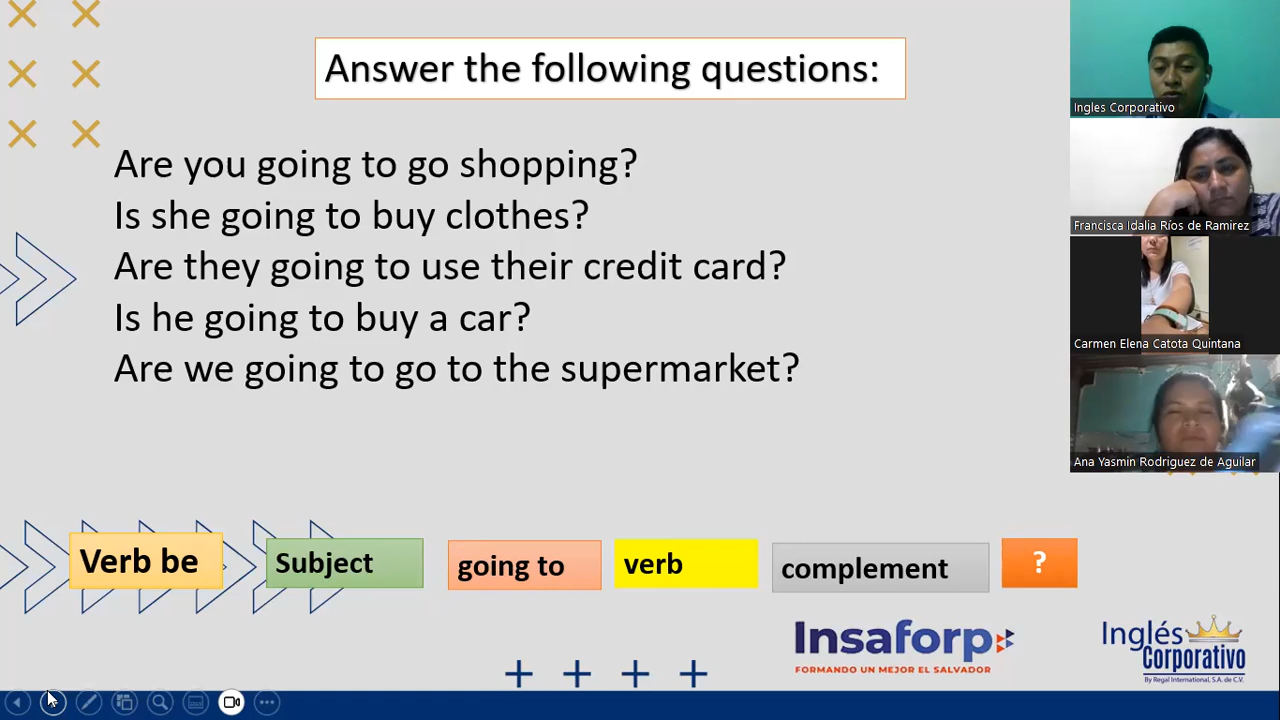 Answer the following questions:
Are you going to go shopping?
Is she going to buy clothes?
Are they going to use their credit card?
Is he going to buy a car?
Are we going to go to the supermarket?
Verb be
Subject
going to
verb
complement
?
Insaforp
FORMANDO UN MEJOR EL SALVADOR
Inglés
Corporativo
By Regal International, S.A. de C.V.
Ingles Corporativo
Francisca Idalia Ríos de Ramirez
Carmen Elena Catota Quintana
Ana Yasmin Rodriguez de Aguilar